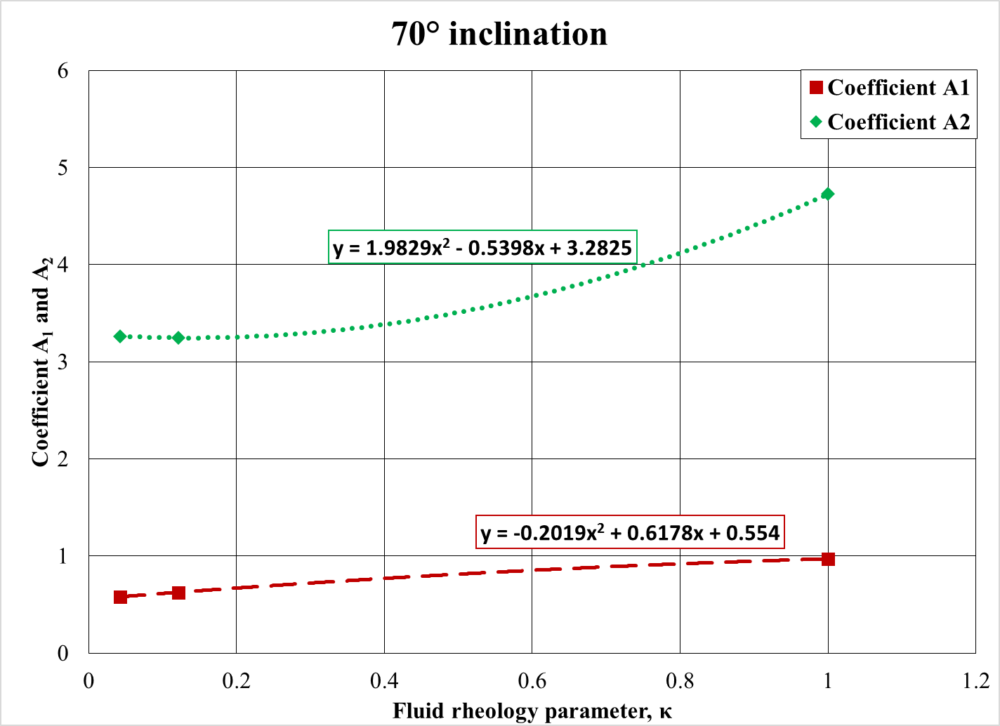 70° inclination
6
Coefficient A1
Coefficient A2
5
y = 1.9829x² - 0.5398x + 3.2825
4
Coefficient A₁ and A₂
3
2
y = -0.2019x² + 0.6178x + 0.554
1
0
0 0.2 0.4 0.6 0.8 1 1.2
Fluid rheology parameter, κ